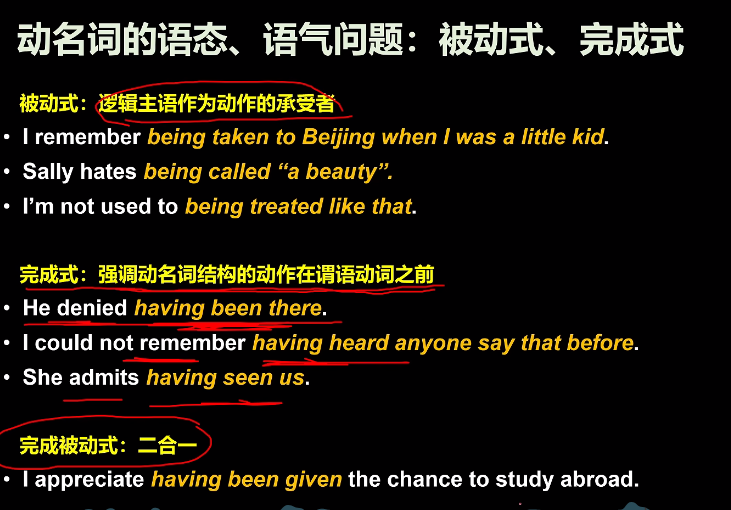 动名词的语态、语气问题：被动式、完成式
被动式：逻辑主语作为动作的承受者
• I remember being taken to Beijing when I was a little kid.
• Sally hates being called “a beauty”.
• I’m not used to being treated like that.
完成式：强调动名词结构的动作在谓语动词之前
• He denied having been there.
• I could not remember having heard anyone say that before.
• She admits having seen us.
完成被动式：二合一
• I appreciate having been given the chance to study abroad.